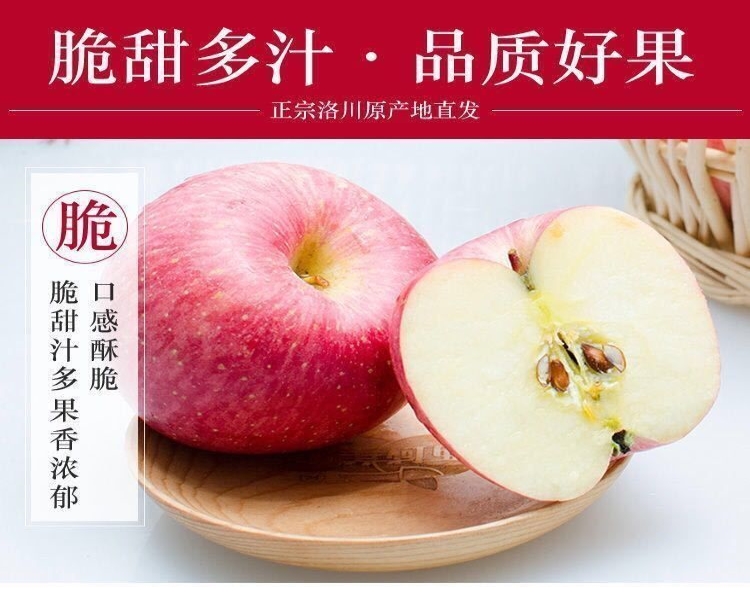 脆甜多汁·品质好果
正宗洛川原产地直发
脆
口感酥脆
脆甜汁多果香浓郁